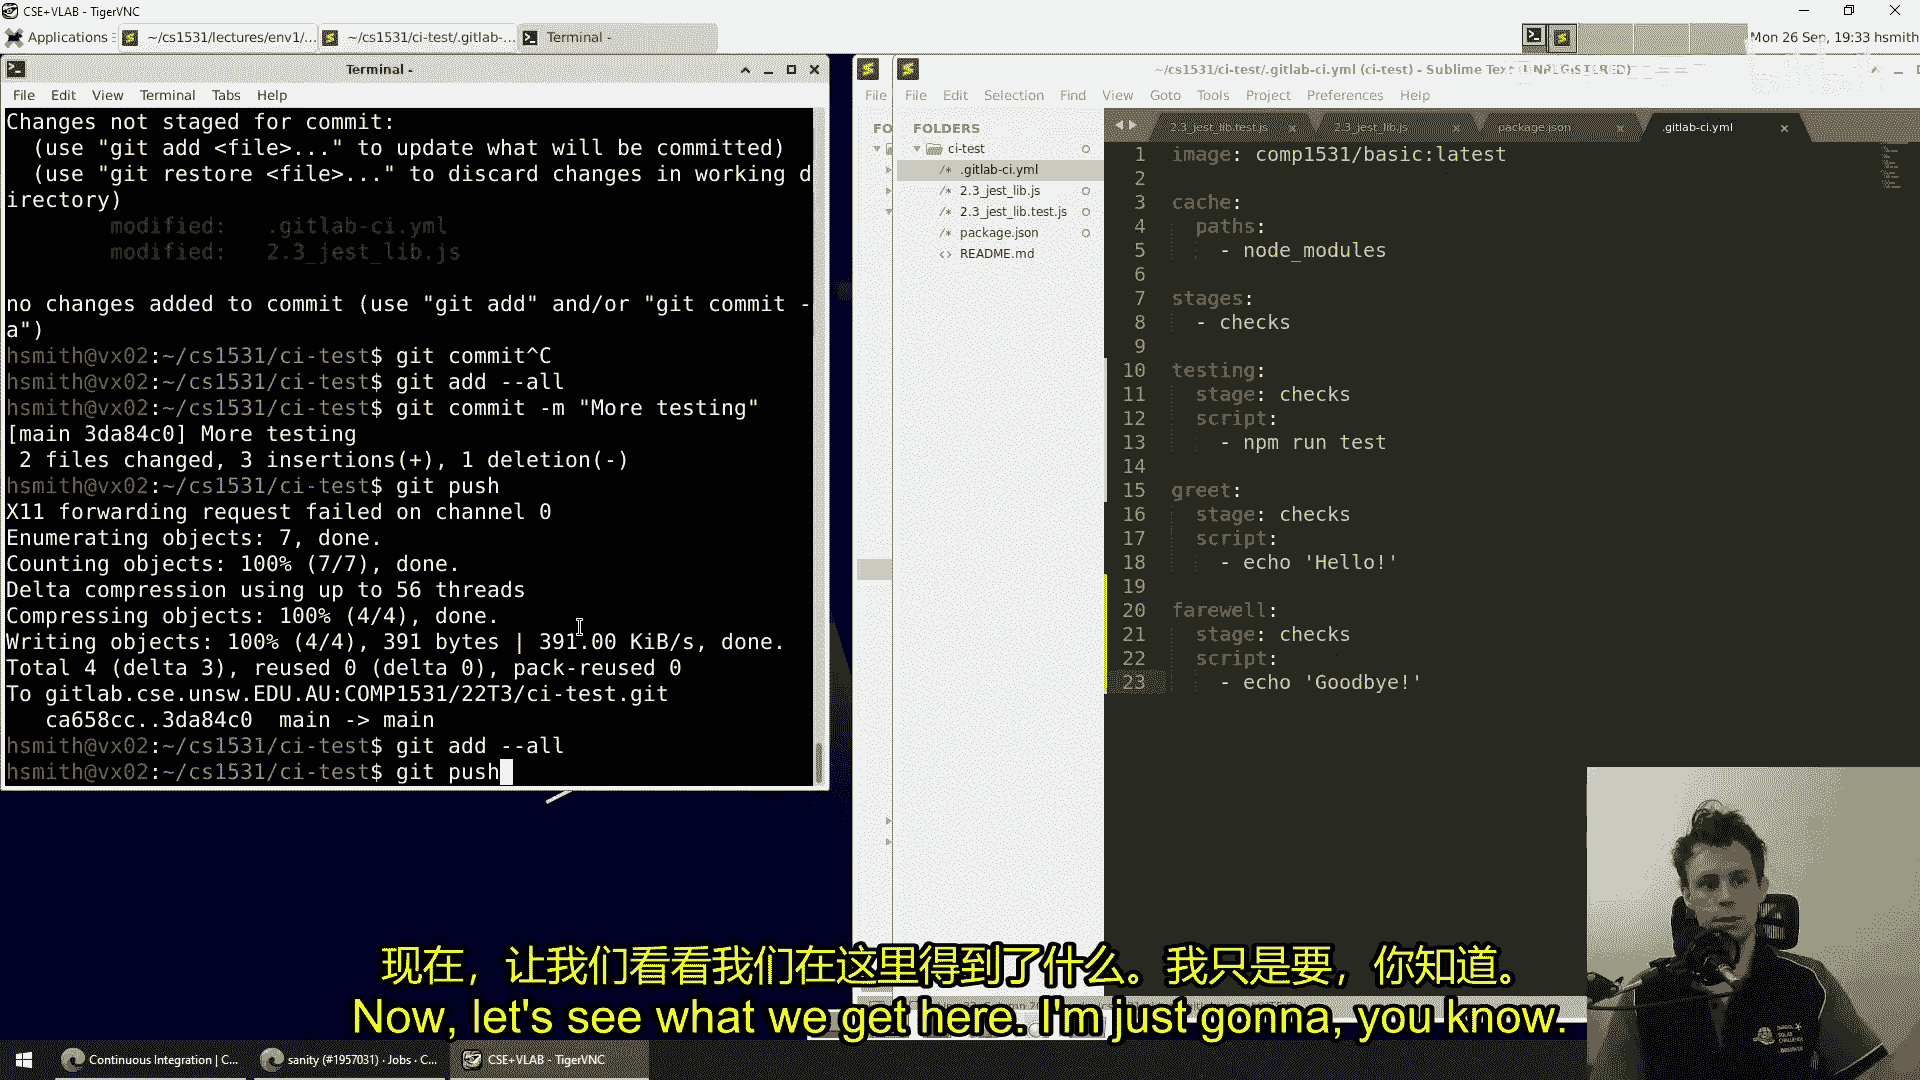 CSE+VLAB - TigerVNC
Applications
~/cs1531/lectures/env1/...
~/cs1531/ci-test/.gitlab-...
Terminal -
Mon 26 Sep, 19:33 hsmith
Terminal -
File Edit View Terminal Tabs Help
Changes not staged for commit:
(use "git add <file>..." to update what will be committed)
(use "git restore <file>..." to discard changes in working d
irectory)
modified: .gitlab-ci.yml
modified: 2.3_jest_lib.js
no changes added to commit (use "git add" and/or "git commit -
a")
hsmith@vx02:~/cs1531/ci-test$ git commit^C
hsmith@vx02:~/cs1531/ci-test$ git add --all
hsmith@vx02:~/cs1531/ci-test$ git commit -m "More testing"
[main 3da84c0] More testing
2 files changed, 3 insertions(+), 1 deletion(-)
hsmith@vx02:~/cs1531/ci-test$ git push
X11 forwarding request failed on channel 0
Enumerating objects: 7, done.
Counting objects: 100% (7/7), done.
Delta compression using up to 56 threads
Compressing objects: 100% (4/4), done.
Writing objects: 100% (4/4), 391 bytes | 391.00 KiB/s, done.
Total 4 (delta 3), reused 0 (delta 0), pack-reused 0
To gitlab.cse.unsw.EDU.AU:COMP1531/22T3/ci-test.git
ca658cc..3da84c0 main -> main
hsmith@vx02:~/cs1531/ci-test$ git add --all
hsmith@vx02:~/cs1531/ci-test$ git push
File
FO
~/cs1531/ci-test/.gitlab-ci.yml (ci-test) - Sublime Text (UNREGISTERED)
File Edit Selection Find View Goto Tools Project Preferences Help
FOLDERS
ci-test
/* .gitlab-ci.yml
/* 2.3_jest_lib.js
/* 2.3_jest_lib.test.js
/* package.json
<> README.md
2.3_jest_lib.test.js
2.3_jest_lib.js
package.json
.gitlab-ci.yml
1 image: comp1531/basic:latest
2
3 cache:
4 paths:
5 - node_modules
6
7 stages:
8 - checks
9
10 testing:
11 stage: checks
12 script:
13 - npm run test
14
15 greet:
16 stage: checks
17 script:
18 - echo 'Hello!'
19
20 farewell:
21 stage: checks
22 script:
23 - echo 'Goodbye!'
现在，让我们看看我们在这里得到了什么。我只是要，你知道。
Now, let's see what we get here. I'm just gonna, you know.
Continuous Integration | C...
sanity (#1957031) · Jobs · C...
CSE+VLAB - TigerVNC